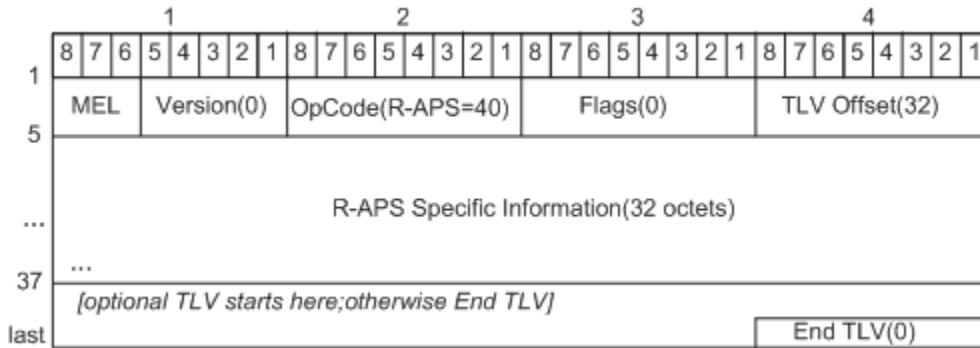 1 2 3 4
8 7 6 5 4 3 2 1 8 7 6 5 4 3 2 1 8 7 6 5 4 3 2 1 8 7 6 5 4 3 2 1
1
MEL Version(0) OpCode(R-APS=40) Flags(0) TLV Offset(32)
5
... R-APS Specific Information(32 octets)
...
37
[optional TLV starts here;otherwise End TLV]
last End TLV(0)